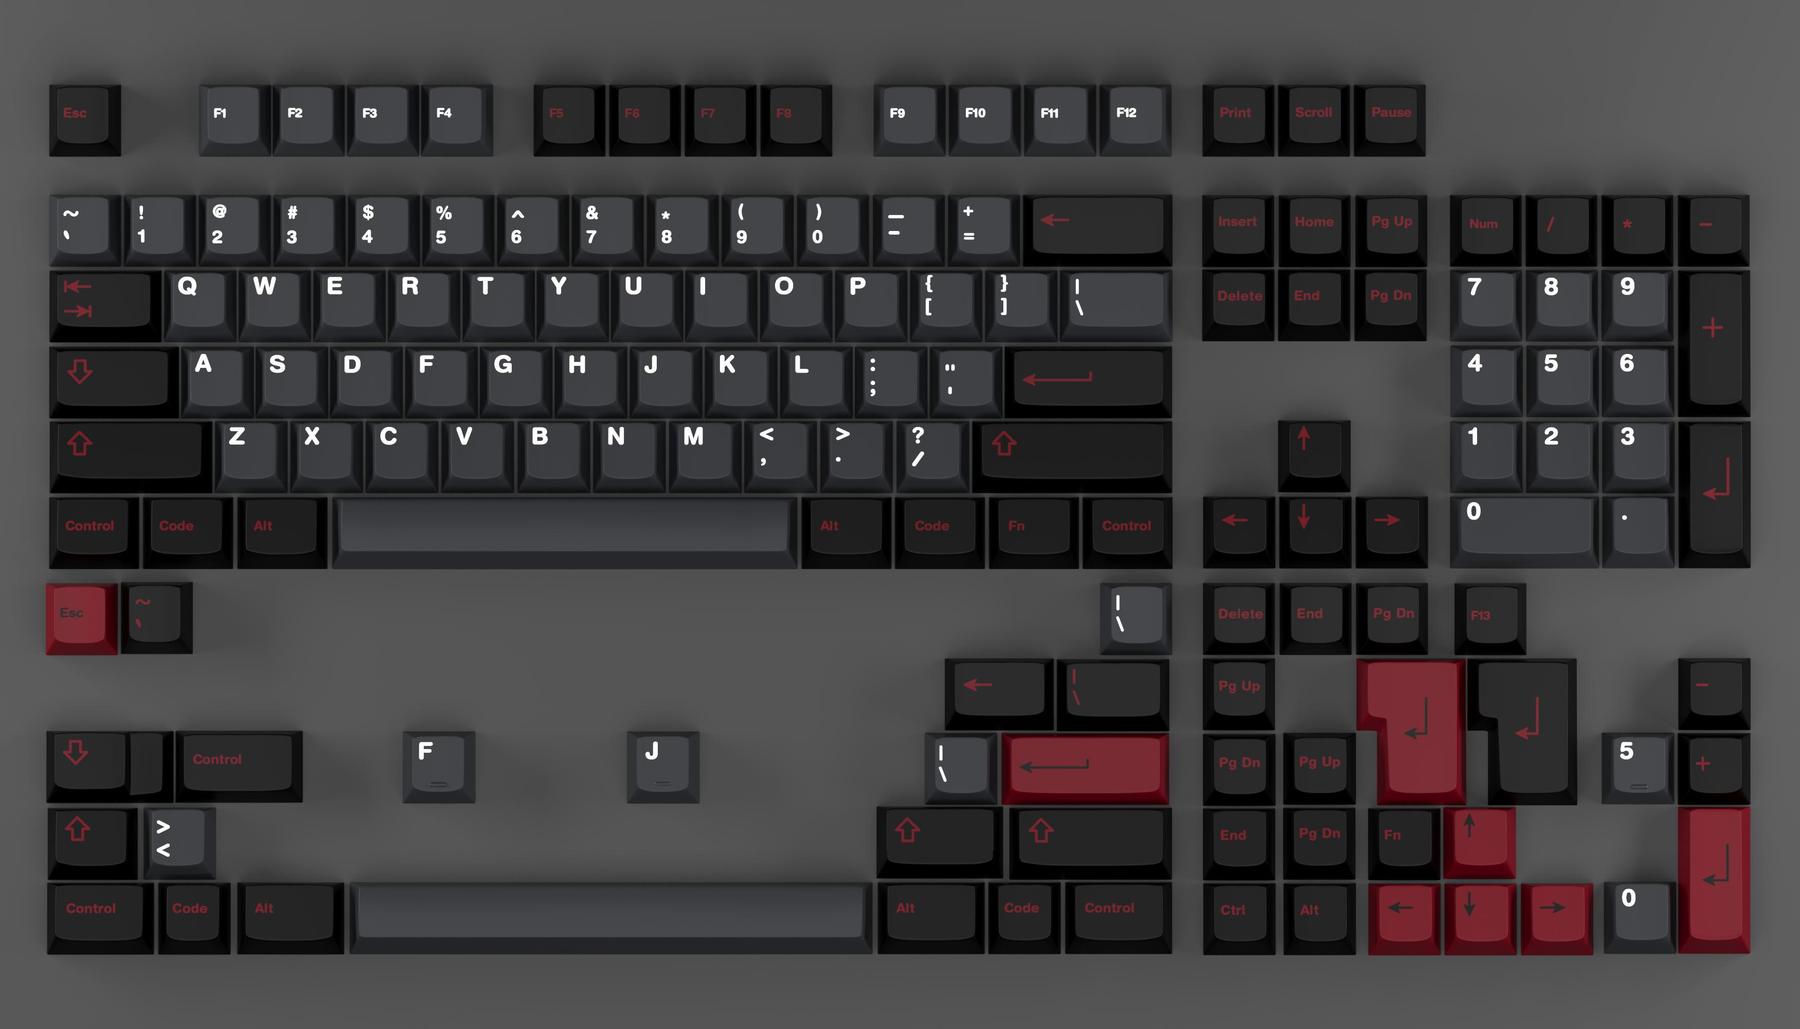 Esc F1 F2 F3 F4 F5 F6 F7 F8 F9 F10 F11 F12 Print Scroll Pause
~ ! @ # $ % ^ & * ( ) — + ← Insert Home Pg Up Num / * −
` 1 2 3 4 5 6 7 8 9 0 - =
⇤ Q W E R T Y U I O P { } | Delete End Pg Dn 7 8 9 +
⇥ [ ] \
⇩ A S D F G H J K L : " ↵ 4 5 6
; '
⇧ Z X C V B N M < > ? ⇧ ↑ 1 2 3 ↵
, . /
Control Code Alt Alt Code Fn Control ← ↓ → 0 .
Esc ~ | Delete End Pg Dn F13
` \
← | Pg Up ↵ ↵ −
\
⇩ Control F J | ↵ Pg Dn Pg Up 5 +
\
⇧ > ⇧ ⇧ End Pg Dn Fn ↑ ↵
<
Control Code Alt Alt Code Control Ctrl Alt ← ↓ → 0